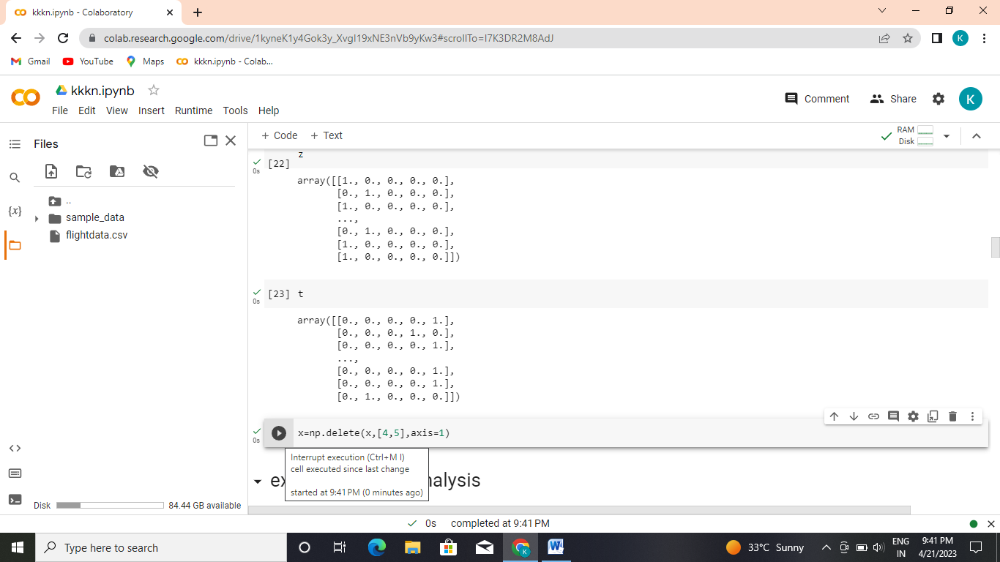 kkkn.ipynb - Colaboratory
colab.research.google.com/drive/1kyneK1y4Gok3y_XvgI19xNE3nVb9yKw3#scrollTo=I7K3DR2M8AdJ
K
Gmail YouTube Maps kkkn.ipynb - Colab...
kkkn.ipynb
File Edit View Insert Runtime Tools Help
Comment Share K
Files
..
sample_data
flightdata.csv
Disk 84.44 GB available
+ Code + Text
RAM
Disk
z
[22]
0s
array([[1., 0., 0., 0., 0.],
[0., 1., 0., 0., 0.],
[1., 0., 0., 0., 0.],
...,
[0., 1., 0., 0., 0.],
[1., 0., 0., 0., 0.],
[1., 0., 0., 0., 0.]])
[23] t
0s
array([[0., 0., 0., 0., 1.],
[0., 0., 0., 1., 0.],
[0., 0., 0., 0., 1.],
...,
[0., 0., 0., 0., 1.],
[0., 0., 0., 0., 1.],
[0., 1., 0., 0., 0.]])
x=np.delete(x,[4,5],axis=1)
0s
Interrupt execution (Ctrl+M I)
cell executed since last change
started at 9:41 PM (0 minutes ago)
0s completed at 9:41 PM
Type here to search
33°C Sunny
ENG
IN
9:41 PM
4/21/2023